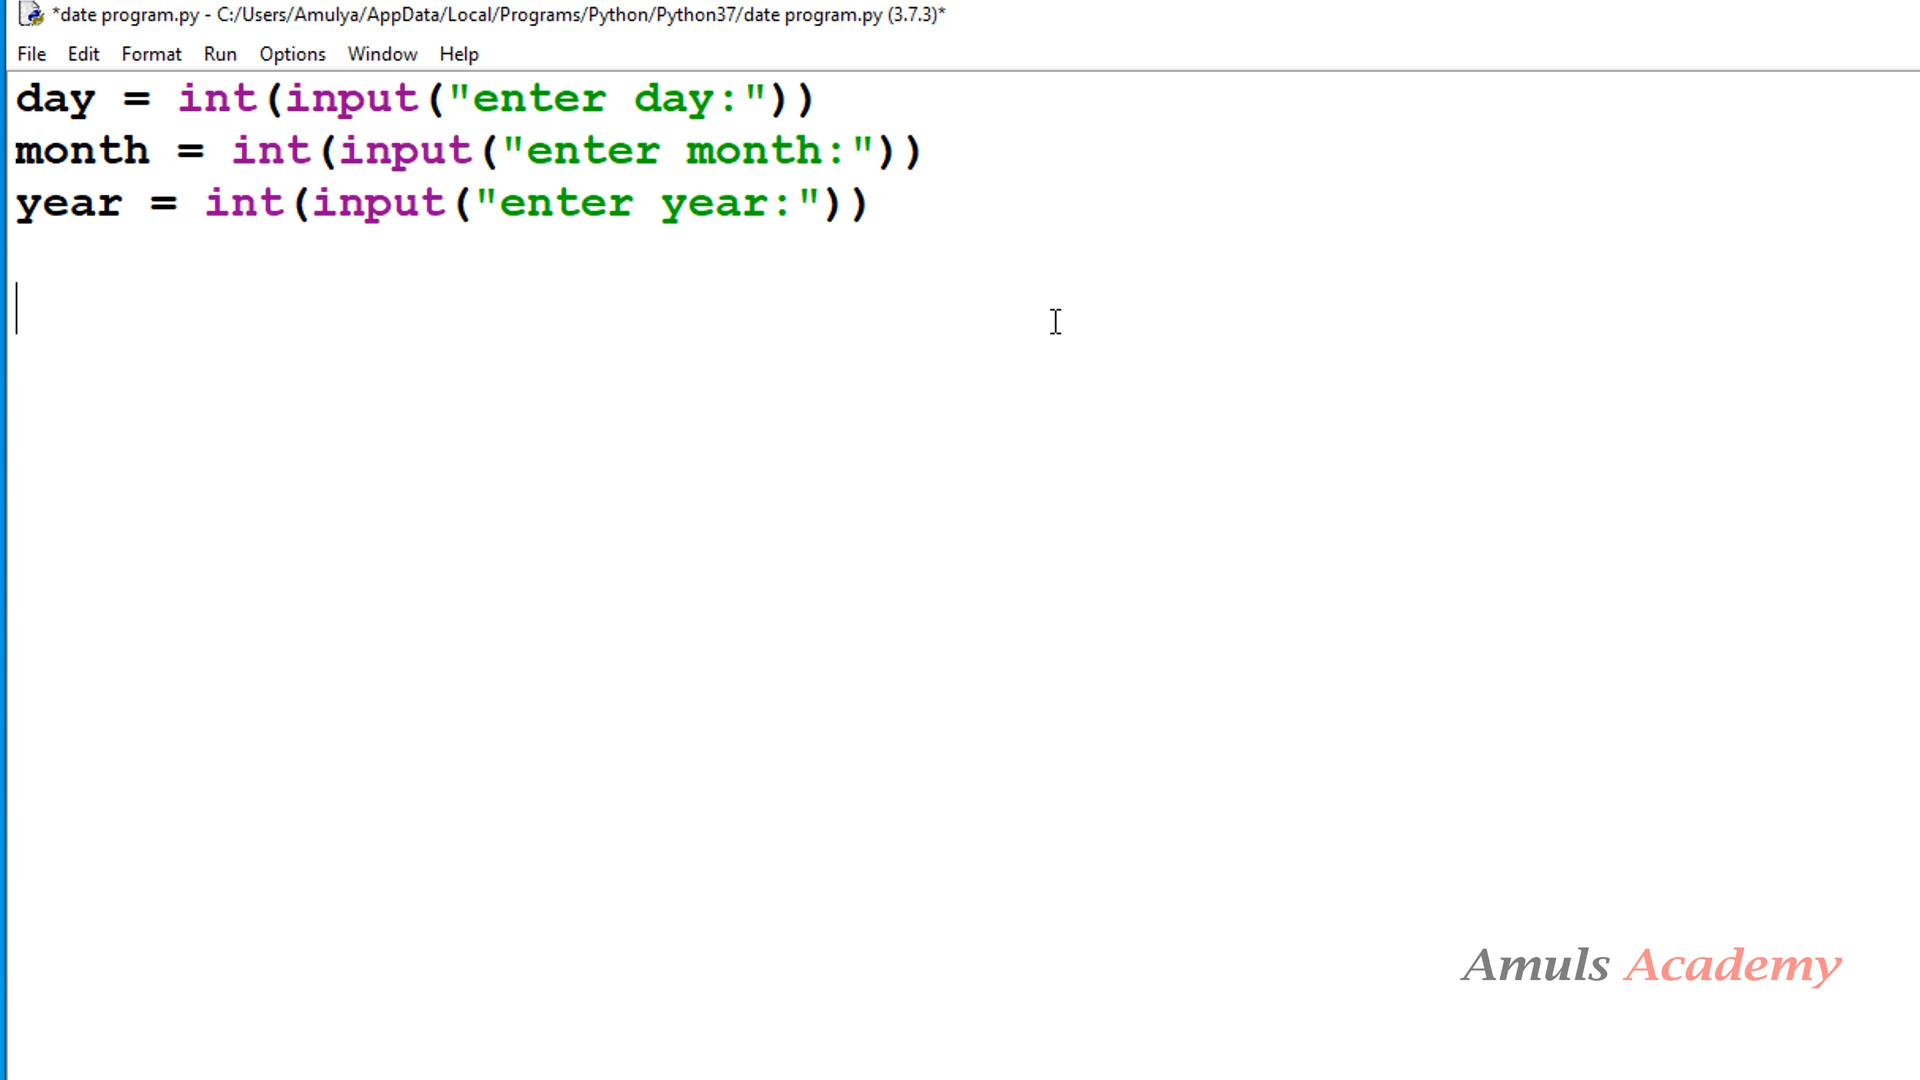 *date program.py - C:/Users/Amulya/AppData/Local/Programs/Python/Python37/date program.py (3.7.3)*
File Edit Format Run Options Window Help
day = int(input("enter day:"))
month = int(input("enter month:"))
year = int(input("enter year:"))
Amuls Academy